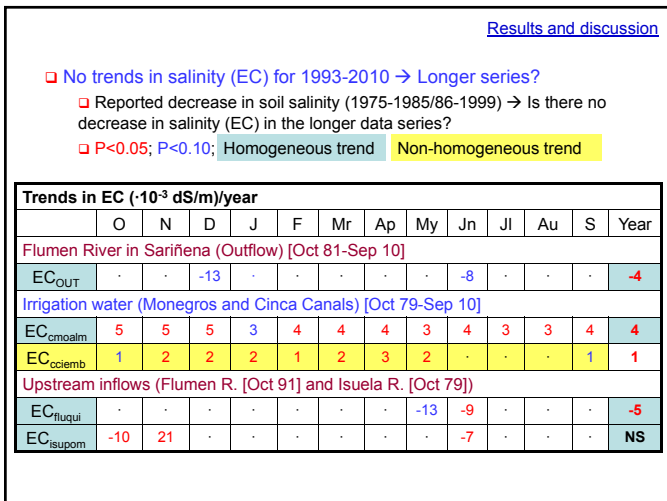 Results and discussion
❑ No trends in salinity (EC) for 1993-2010 → Longer series?
❑ Reported decrease in soil salinity (1975-1985/86-1999) → Is there no
decrease in salinity (EC) in the longer data series?
❑ P<0.05; P<0.10; Homogeneous trend Non-homogeneous trend
Trends in EC (·10⁻³ dS/m)/year
O N D J F Mr Ap My Jn Jl Au S Year
Flumen River in Sariñena (Outflow) [Oct 81-Sep 10]
EC_OUT · · -13 · · · · · -8 · · · -4
Irrigation water (Monegros and Cinca Canals) [Oct 79-Sep 10]
EC_cmoalm 5 5 5 3 4 4 4 3 4 3 3 4 4
EC_cciemb 1 2 2 2 1 2 3 2 · · · 1 1
Upstream inflows (Flumen R. [Oct 91] and Isuela R. [Oct 79])
EC_fluqui · · · · · · · -13 -9 · · · -5
EC_isupom -10 21 · · · · · · -7 · · · NS